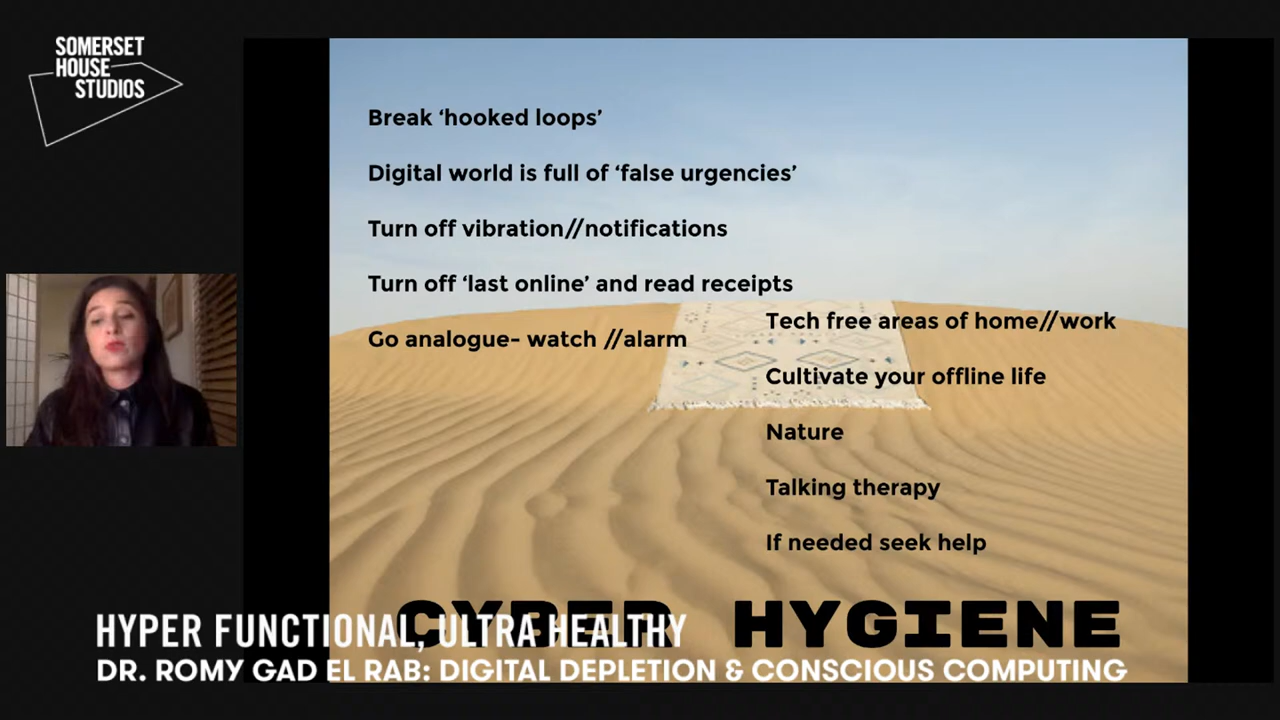 SOMERSET
HOUSE
STUDIOS
Break ‘hooked loops’
Digital world is full of ‘false urgencies’
Turn off vibration//notifications
Turn off ‘last online’ and read receipts
Go analogue- watch //alarm
Tech free areas of home//work
Cultivate your offline life
Nature
Talking therapy
If needed seek help
CYBER HYGIENE
HYPER FUNCTIONAL, ULTRA HEALTHY
DR. ROMY GAD EL RAB: DIGITAL DEPLETION & CONSCIOUS COMPUTING